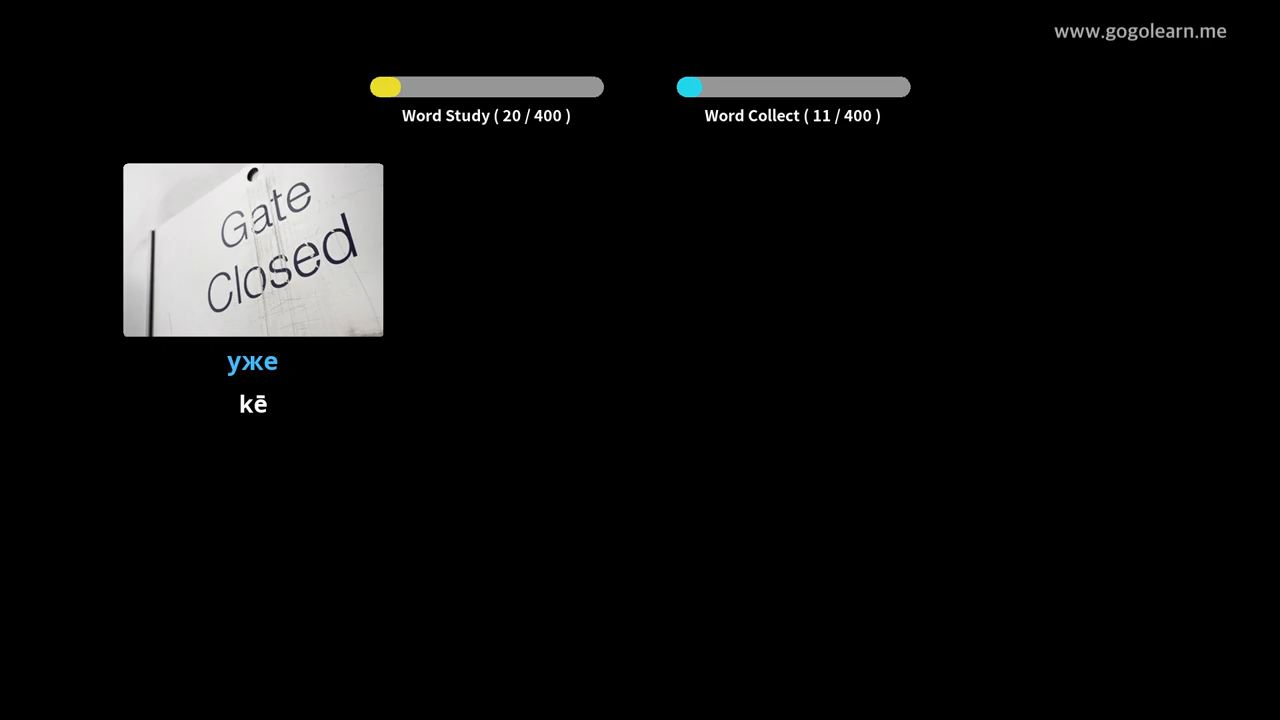 www.gogolearn.me
Word Study ( 20 / 400 )
Word Collect ( 11 / 400 )
Gate
Closed
уже
kē